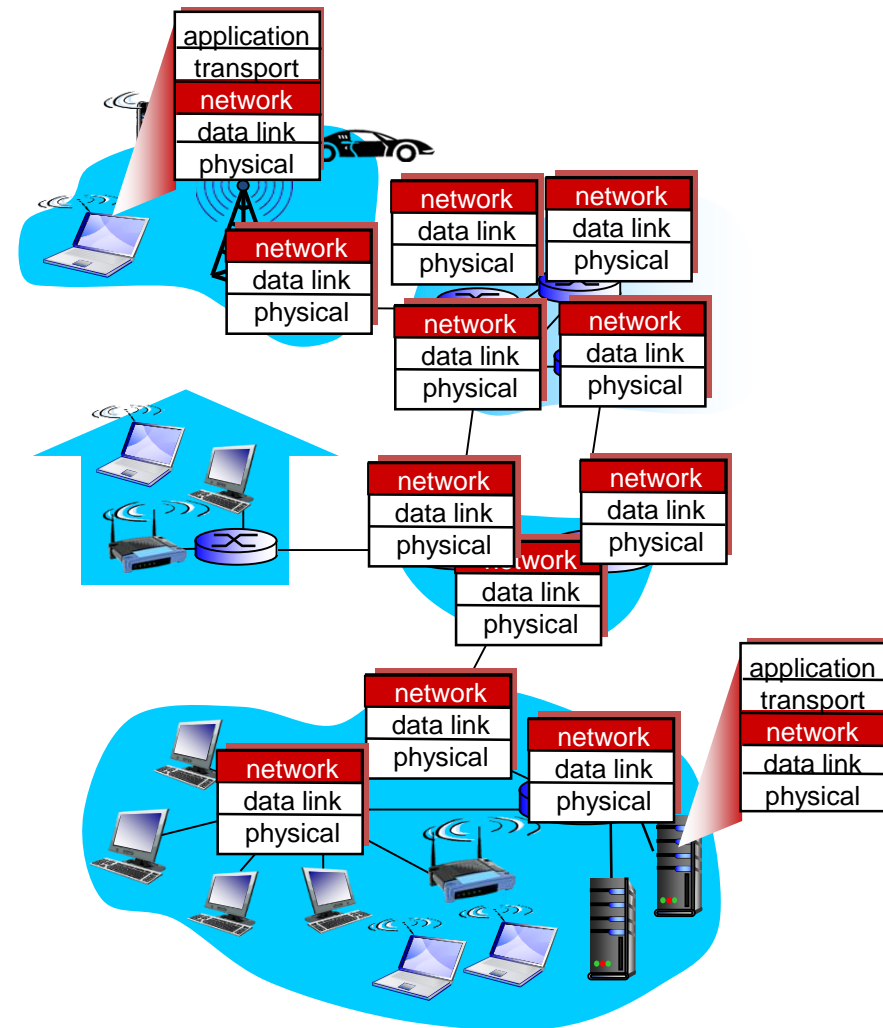 application
transport
network
data link
physical
network
data link
physical
network
data link
physical
network
data link
physical
network
data link
physical
network
data link
physical
network
data link
physical
network
data link
physical
network
data link
physical
network
data link
physical
network
data link
physical
network
data link
physical
application
transport
network
data link
physical